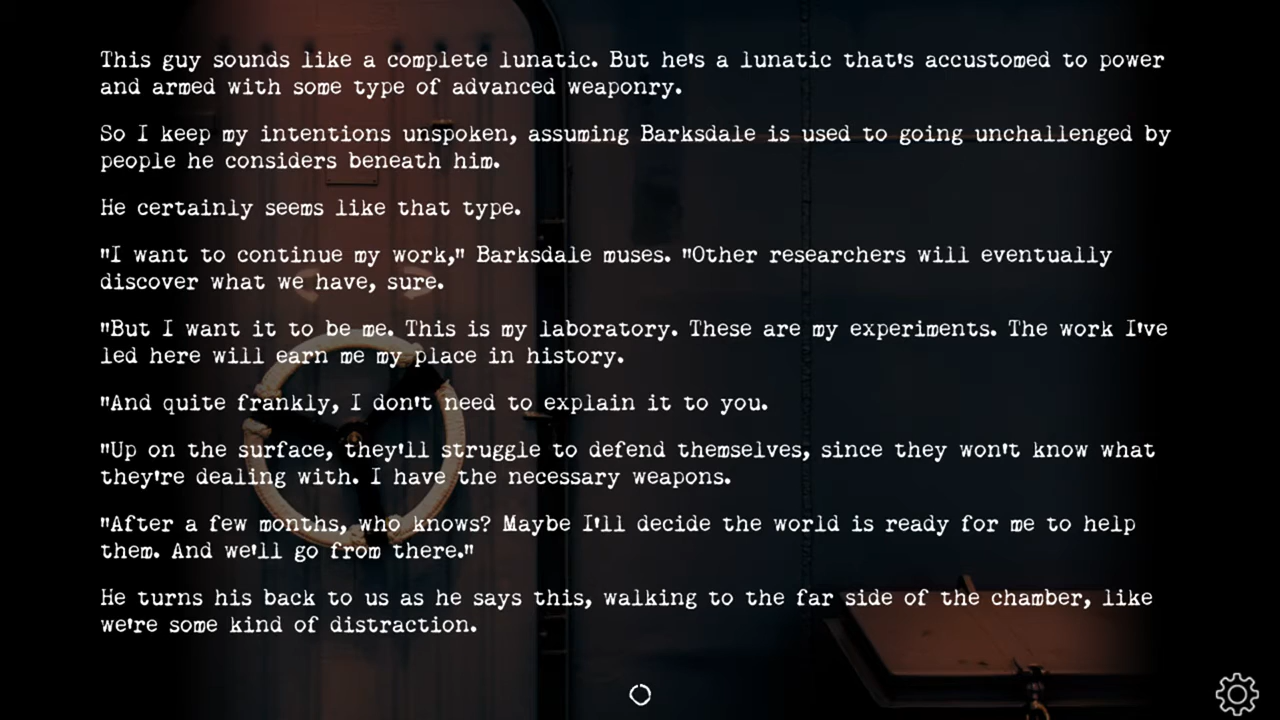 This guy sounds like a complete lunatic. But he's a lunatic that's accustomed to power
and armed with some type of advanced weaponry.
So I keep my intentions unspoken, assuming Barksdale is used to going unchallenged by
people he considers beneath him.
He certainly seems like that type.
"I want to continue my work," Barksdale muses. "Other researchers will eventually
discover what we have, sure.
"But I want it to be me. This is my laboratory. These are my experiments. The work I've
led here will earn me my place in history.
"And quite frankly, I don't need to explain it to you.
"Up on the surface, they'll struggle to defend themselves, since they won't know what
they're dealing with. I have the necessary weapons.
"After a few months, who knows? Maybe I'll decide the world is ready for me to help
them. And we'll go from there."
He turns his back to us as he says this, walking to the far side of the chamber, like
we're some kind of distraction.